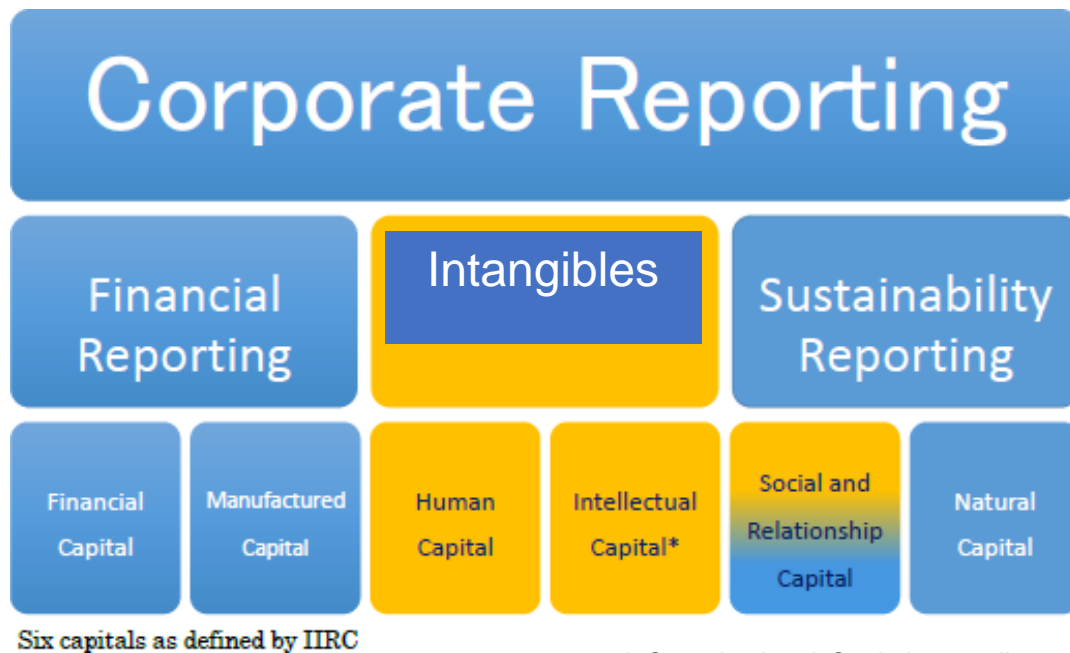 Corporate Reporting
Financial
Reporting
Intangibles
Sustainability
Reporting
Financial
Capital
Manufactured
Capital
Human
Capital
Intellectual
Capital*
Social and
Relationship
Capital
Natural
Capital
Six capitals as defined by IIRC